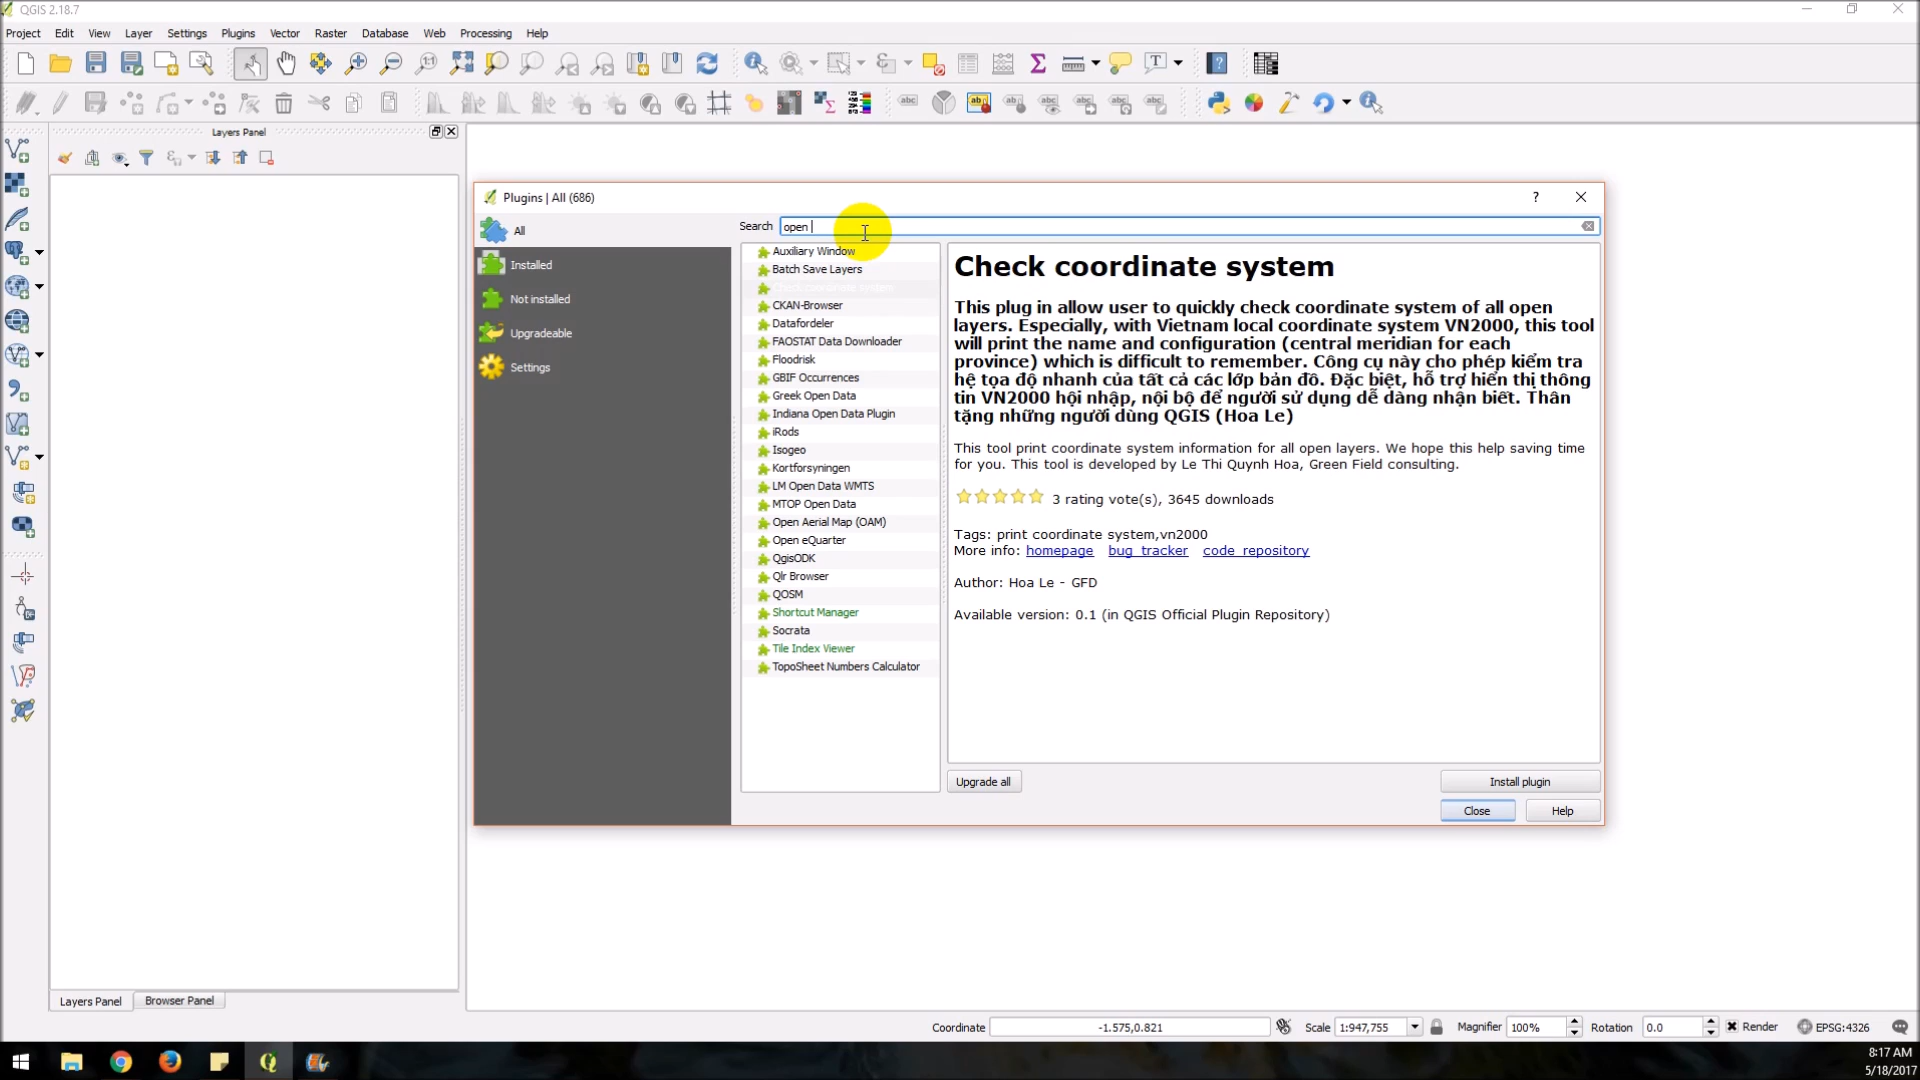 QGIS 2.18.7
Project Edit View Layer Settings Plugins Vector Raster Database Web Processing Help
Layers Panel
Plugins | All (686)
?
All
Installed
Not installed
Upgradeable
Settings
Search open
Auxiliary Window
Batch Save Layers
Check coordinate system
CKAN-Browser
Datafordeler
FAOSTAT Data Downloader
Floodrisk
GBIF Occurrences
Greek Open Data
Indiana Open Data Plugin
iRods
Isogeo
Kortforsyningen
LM Open Data WMTS
MTOP Open Data
Open Aerial Map (OAM)
Open eQuarter
QgisODK
Qlr Browser
QOSM
Shortcut Manager
Socrata
Tile Index Viewer
TopoSheet Numbers Calculator
Check coordinate system
This plug in allow user to quickly check coordinate system of all open
layers. Especially, with Vietnam local coordinate system VN2000, this tool
will print the name and configuration (central meridian for each
province) which is difficult to remember. Công cụ này cho phép kiểm tra
hệ tọa độ nhanh của tất cả các lớp bản đồ. Đặc biệt, hỗ trợ hiển thị thông
tin VN2000 hội nhập, nội bộ để người sử dụng dễ dàng nhận biết. Thân
tặng những người dùng QGIS (Hoa Le)
This tool print coordinate system information for all open layers. We hope this help saving time
for you. This tool is developed by Le Thi Quynh Hoa, Green Field consulting.
3 rating vote(s), 3645 downloads
Tags: print coordinate system,vn2000
More info: homepage bug_tracker code_repository
Author: Hoa Le - GFD
Available version: 0.1 (in QGIS Official Plugin Repository)
Upgrade all
Install plugin
Close
Help
Layers Panel
Browser Panel
Coordinate -1.575,0.821 Scale 1:947,755 Magnifier 100% Rotation 0.0 Render EPSG:4326
8:17 AM
5/18/2017